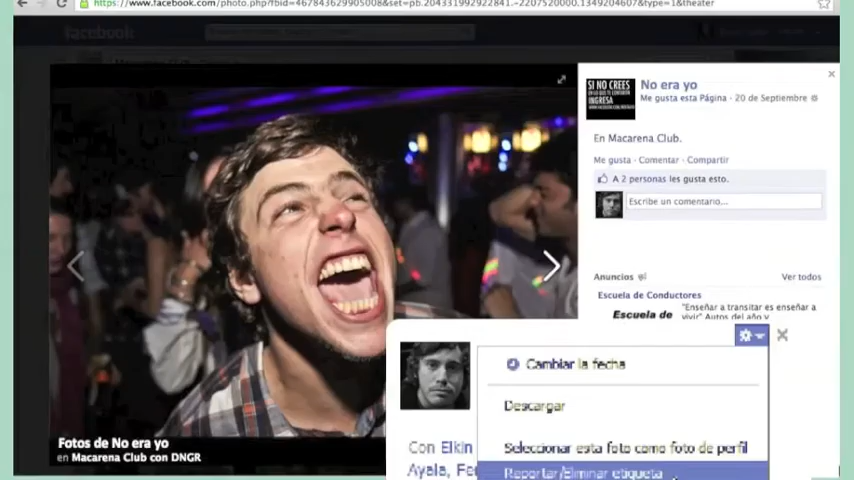 https://www.facebook.com/photo.php?fbid=467843629905008&set=pb.204331992922841.-2207520000.1349204607&type=1&theater
facebook
No era yo
Me gusta esta Página · 20 de Septiembre
SI NO CREES
INGRESA
En Macarena Club.
Me gusta · Comentar · Compartir
A 2 personas les gusta esto.
Escribe un comentario...
Anuncios
Ver todos
Escuela de Conductores
Escuela de
"Enseñar a transitar es enseñar a
vivir" Autos del año y
Cambiar la fecha
Descargar
Seleccionar esta foto como foto de perfil
Reportar/Eliminar etiqueta
Con Elkin
Ayala, Fe
Fotos de No era yo
en Macarena Club con DNGR